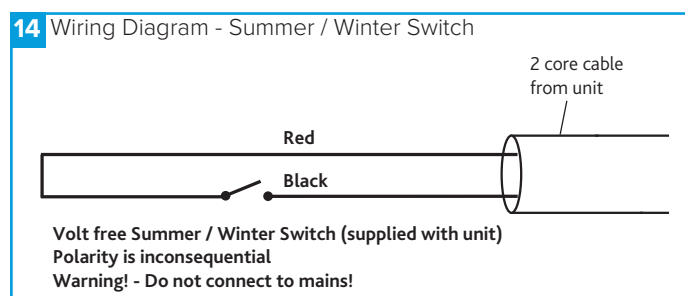 14 Wiring Diagram - Summer / Winter Switch
2 core cable
from unit
Red
Black
Volt free Summer / Winter Switch (supplied with unit)
Polarity is inconsequential
Warning! - Do not connect to mains!